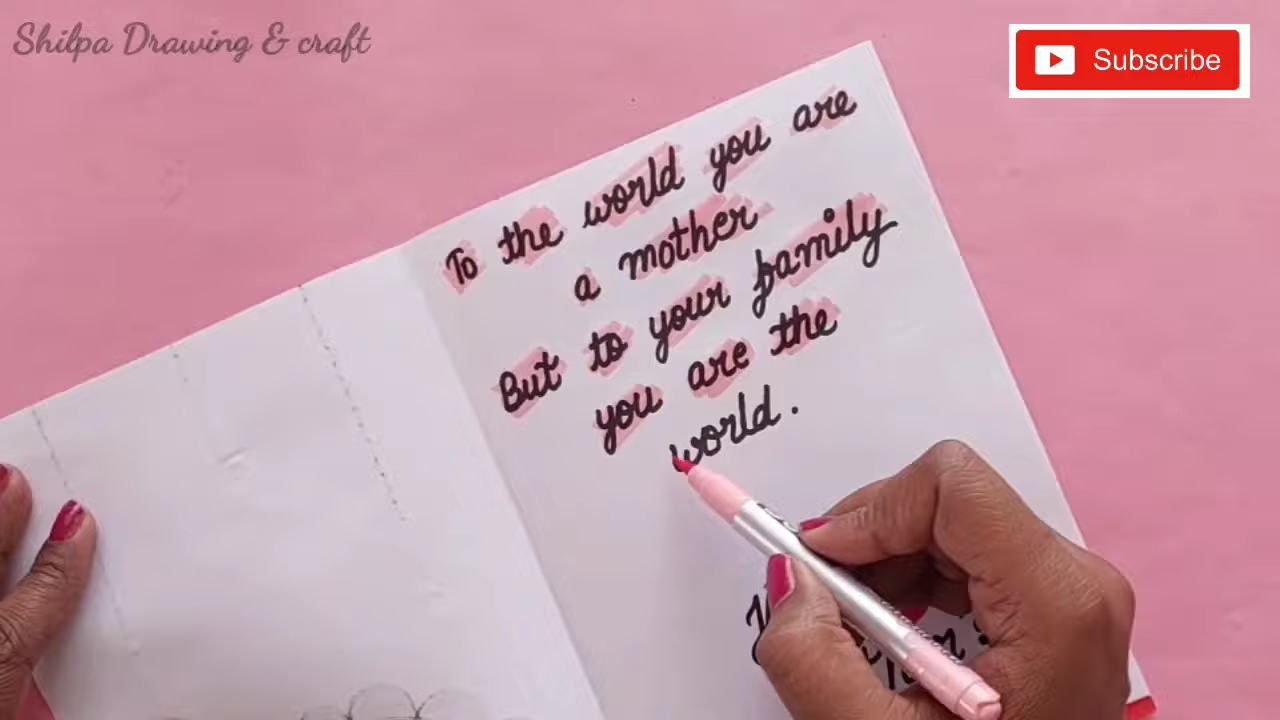 Shilpa Drawing & craft
Subscribe
To the world you are
a mother
But to your family
you are the
world.